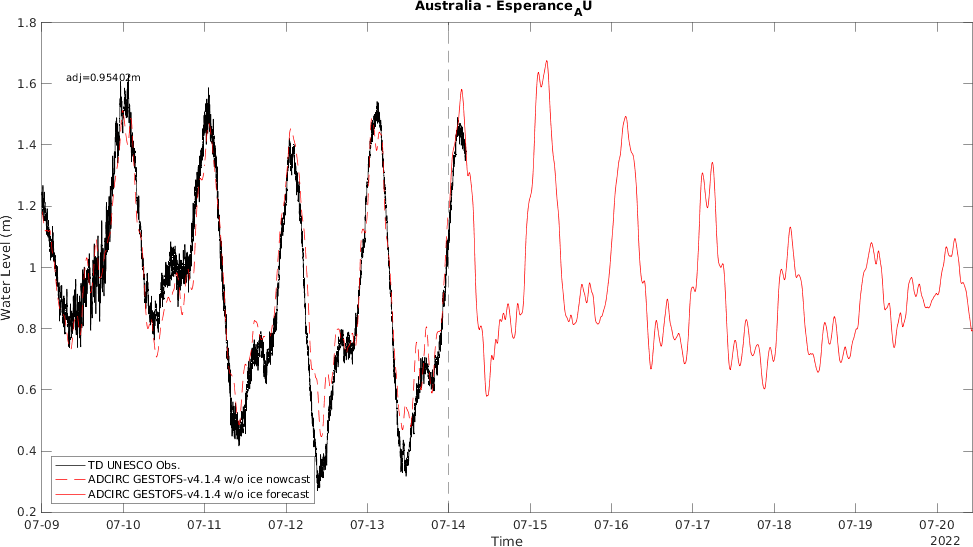 Australia - Esperance_AU
1.8
1.6
1.4
1.2
1
0.8
0.6
0.4
0.2
Water Level (m)
adj=0.95402m
TD UNESCO Obs.
ADCIRC GESTOFS-v4.1.4 w/o ice nowcast
ADCIRC GESTOFS-v4.1.4 w/o ice forecast
07-09 07-10 07-11 07-12 07-13 07-14 07-15 07-16 07-17 07-18 07-19 07-20
Time
2022